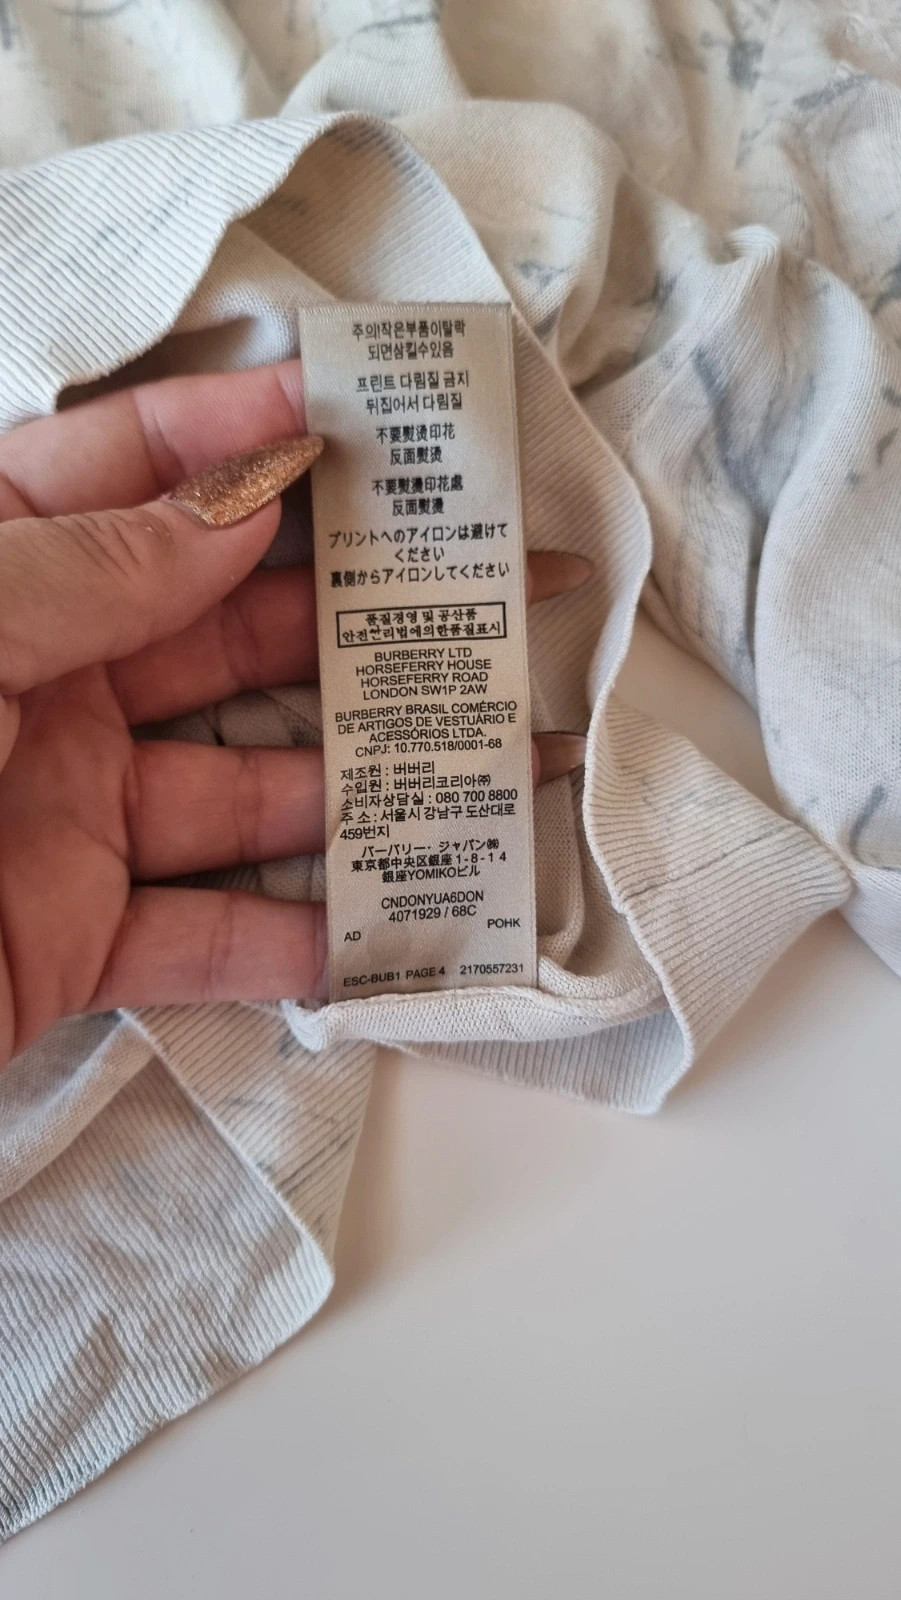 주의!작은부품이탈락
되면삼킬수있음
프린트 다림질 금지
뒤집어서 다림질
不要熨烫印花
反面熨烫
不要熨燙印花處
反面熨燙
プリントへのアイロンは避けて
ください
裏側からアイロンしてください
품질경영 및 공산품
안전관리법에의한품질표시
BURBERRY LTD
HORSEFERRY HOUSE
HORSEFERRY ROAD
LONDON SW1P 2AW
BURBERRY BRASIL COMÉRCIO
DE ARTIGOS DE VESTUÁRIO E
ACESSÓRIOS LTDA.
CNPJ: 10.770.518/0001-68
제조원 : 버버리
수입원 : 버버리코리아㈜
소비자상담실 : 080 700 8800
주 소 : 서울시 강남구 도산대로
459번지
バーバリー・ジャパン㈱
東京都中央区銀座 1-8-1 4
銀座YOMIKOビル
CNDONYUA6DON
4071929 / 68C
AD POHK
ESC-BUB1 PAGE 4 2170557231